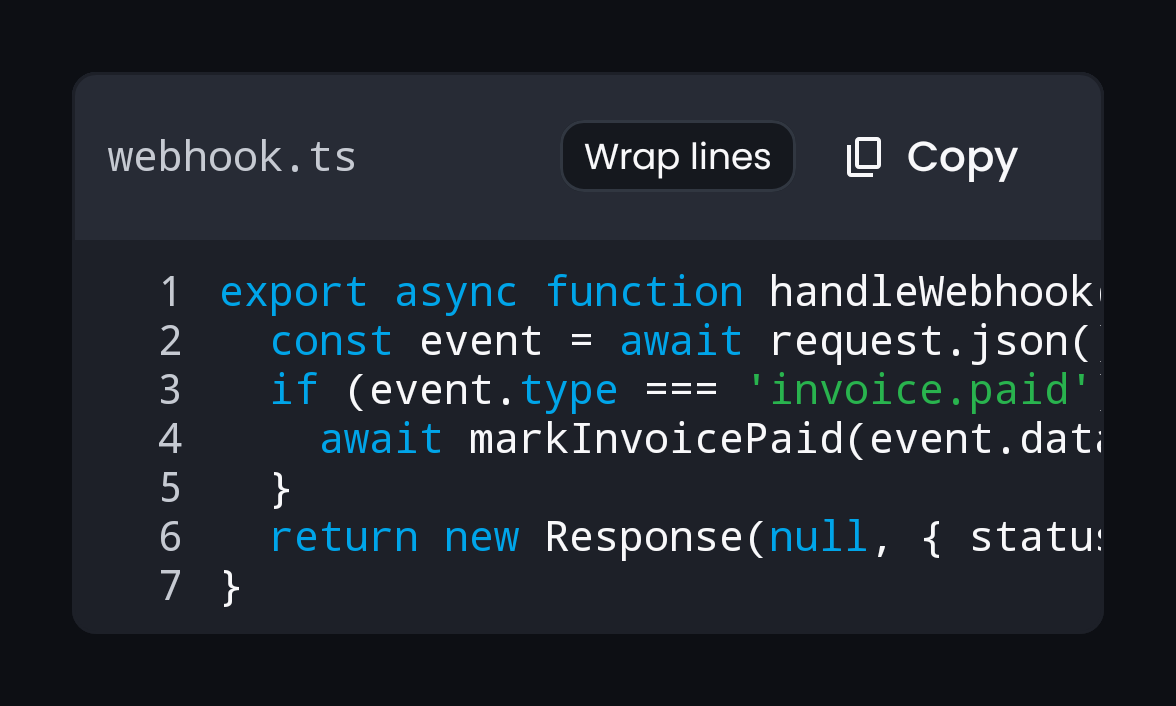 webhook.ts
Wrap lines
Copy
1 export async function handleWebhook(
2   const event = await request.json(
3   if (event.type === 'invoice.paid'
4     await markInvoicePaid(event.data
5   }
6   return new Response(null, { status
7 }